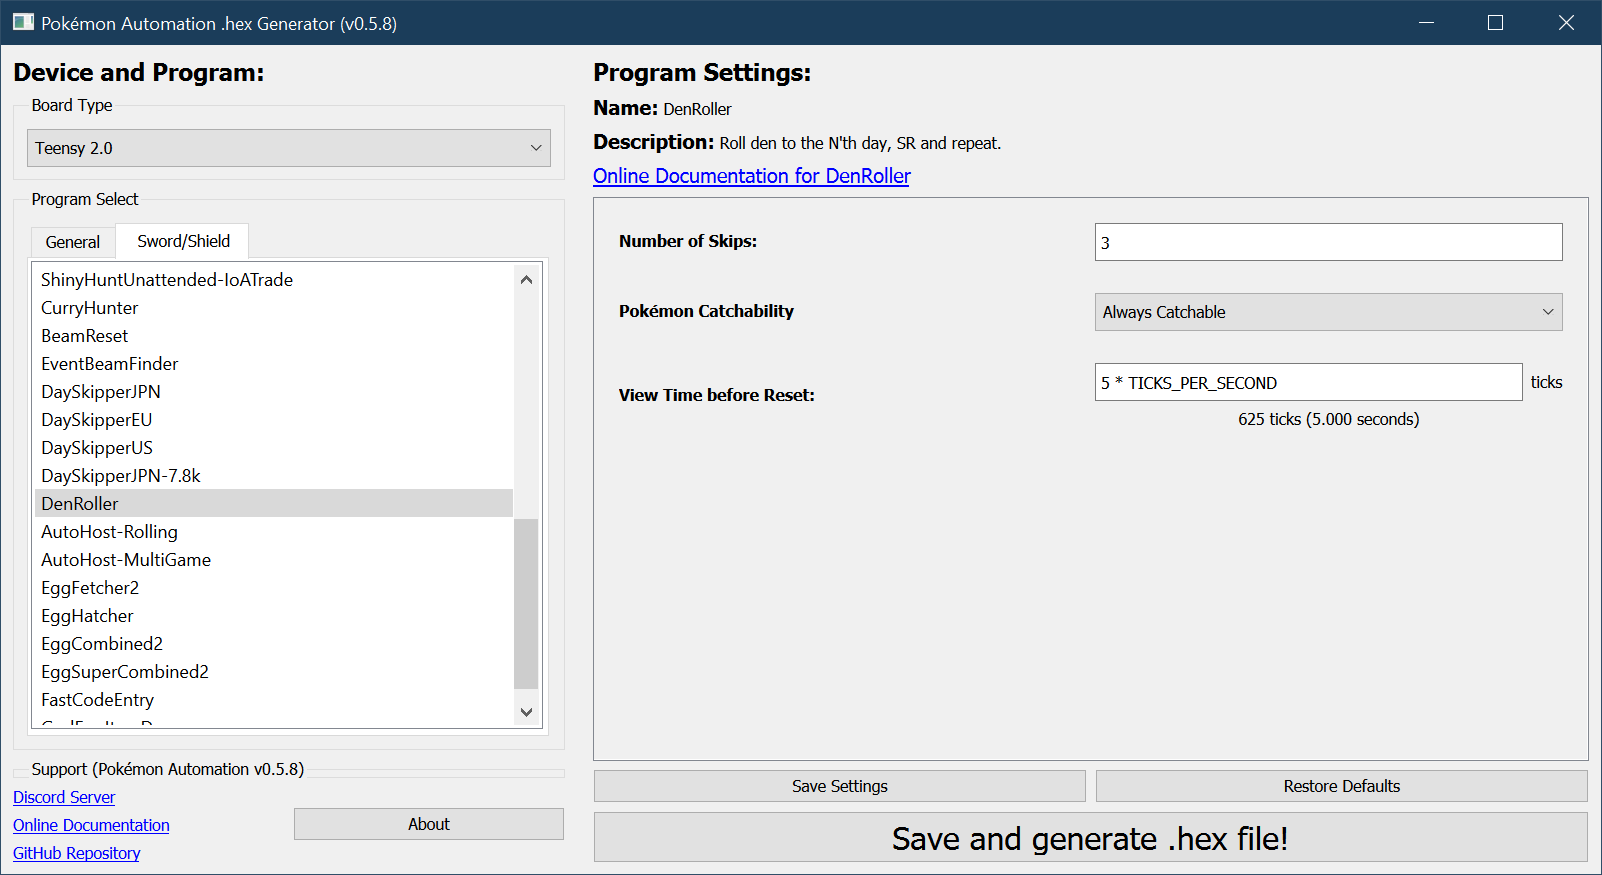 Pokémon Automation .hex Generator (v0.5.8)
Device and Program:
Board Type
Teensy 2.0
Program Select
General
Sword/Shield
ShinyHuntUnattended-IoATrade
CurryHunter
BeamReset
EventBeamFinder
DaySkipperJPN
DaySkipperEU
DaySkipperUS
DaySkipperJPN-7.8k
DenRoller
AutoHost-Rolling
AutoHost-MultiGame
EggFetcher2
EggHatcher
EggCombined2
EggSuperCombined2
FastCodeEntry
Support (Pokémon Automation v0.5.8)
Discord Server
Online Documentation
GitHub Repository
About
Program Settings:
Name: DenRoller
Description: Roll den to the N'th day, SR and repeat.
Online Documentation for DenRoller
Number of Skips:
3
Pokémon Catchability
Always Catchable
View Time before Reset:
5 * TICKS_PER_SECOND ticks
625 ticks (5.000 seconds)
Save Settings
Restore Defaults
Save and generate .hex file!